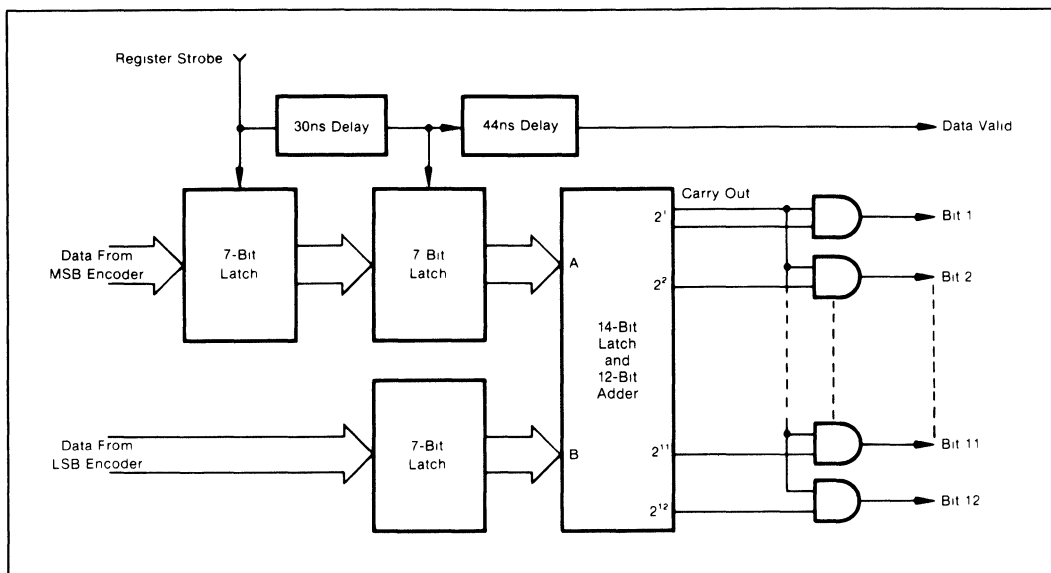 Register Strobe
30ns Delay
44ns Delay
Data Valid
Carry Out
Data From
MSB Encoder
7-Bit
Latch
7 Bit
Latch
A
2¹
Bit 1
2²
Bit 2
14-Bit
Latch
and
12-Bit
Adder
Data From
LSB Encoder
7-Bit
Latch
B
2¹¹
Bit 11
2¹²
Bit 12